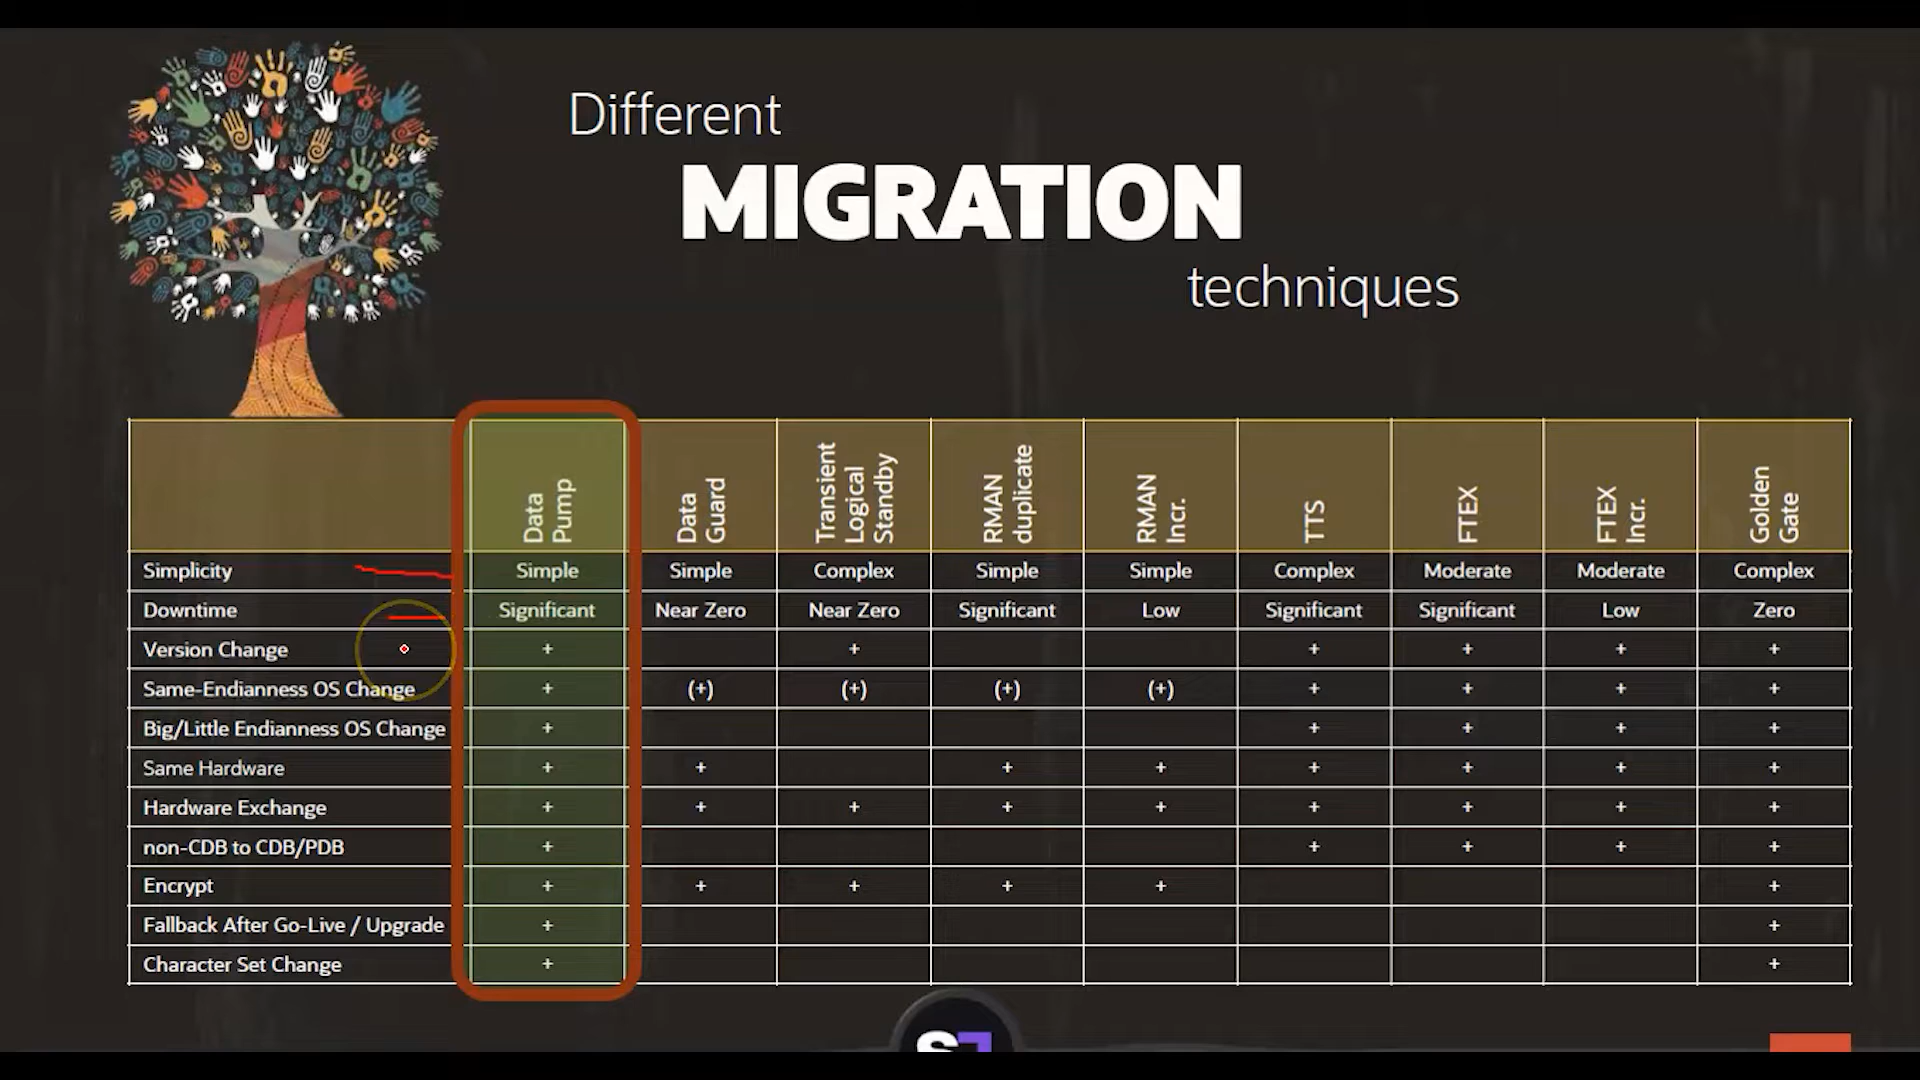 Different
MIGRATION
techniques
Data Pump Data Guard Transient Logical Standby RMAN duplicate RMAN Incr. TTS FTEX FTEX Incr. Golden Gate
Simplicity Simple Simple Complex Simple Simple Complex Moderate Moderate Complex
Downtime Significant Near Zero Near Zero Significant Low Significant Significant Low Zero
Version Change + + + + + +
Same-Endianness OS Change + (+) (+) (+) (+) + + + +
Big/Little Endianness OS Change + + + + +
Same Hardware + + + + + + + +
Hardware Exchange + + + + + + + + +
non-CDB to CDB/PDB + + + + +
Encrypt + + + + + +
Fallback After Go-Live / Upgrade + +
Character Set Change + +